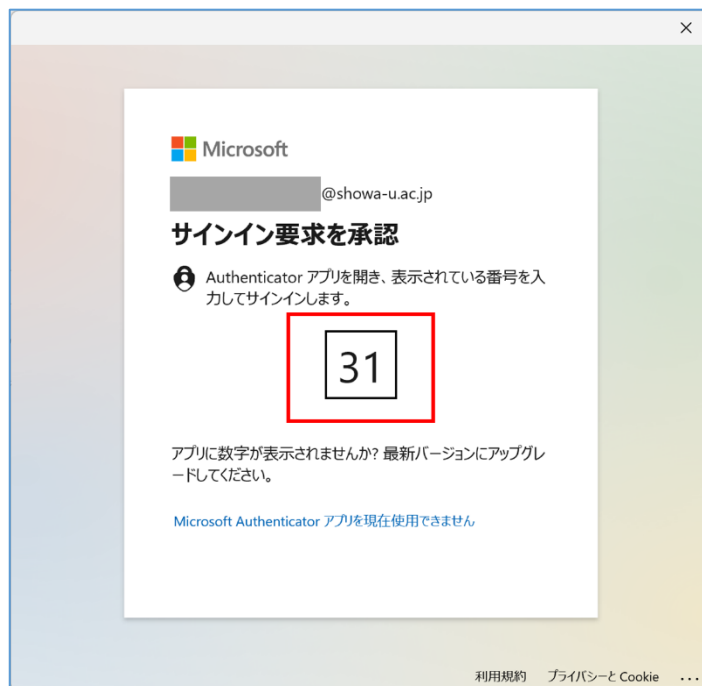 Microsoft
@showa-u.ac.jp
サインイン要求を承認
Authenticator アプリを開き、表示されている番号を入
力してサインインします。
31
アプリに数字が表示されませんか? 最新バージョンにアップグレ
ードしてください。
Microsoft Authenticator アプリを現在使用できません
利用規約 プライバシーと Cookie ...